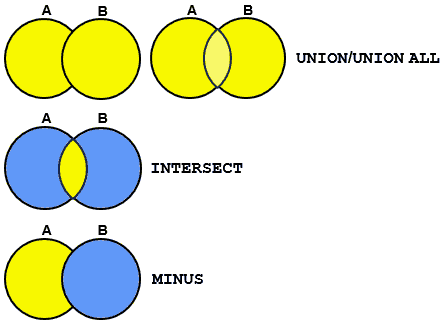 A B A B
UNION/UNION ALL
A B
INTERSECT
A B
MINUS